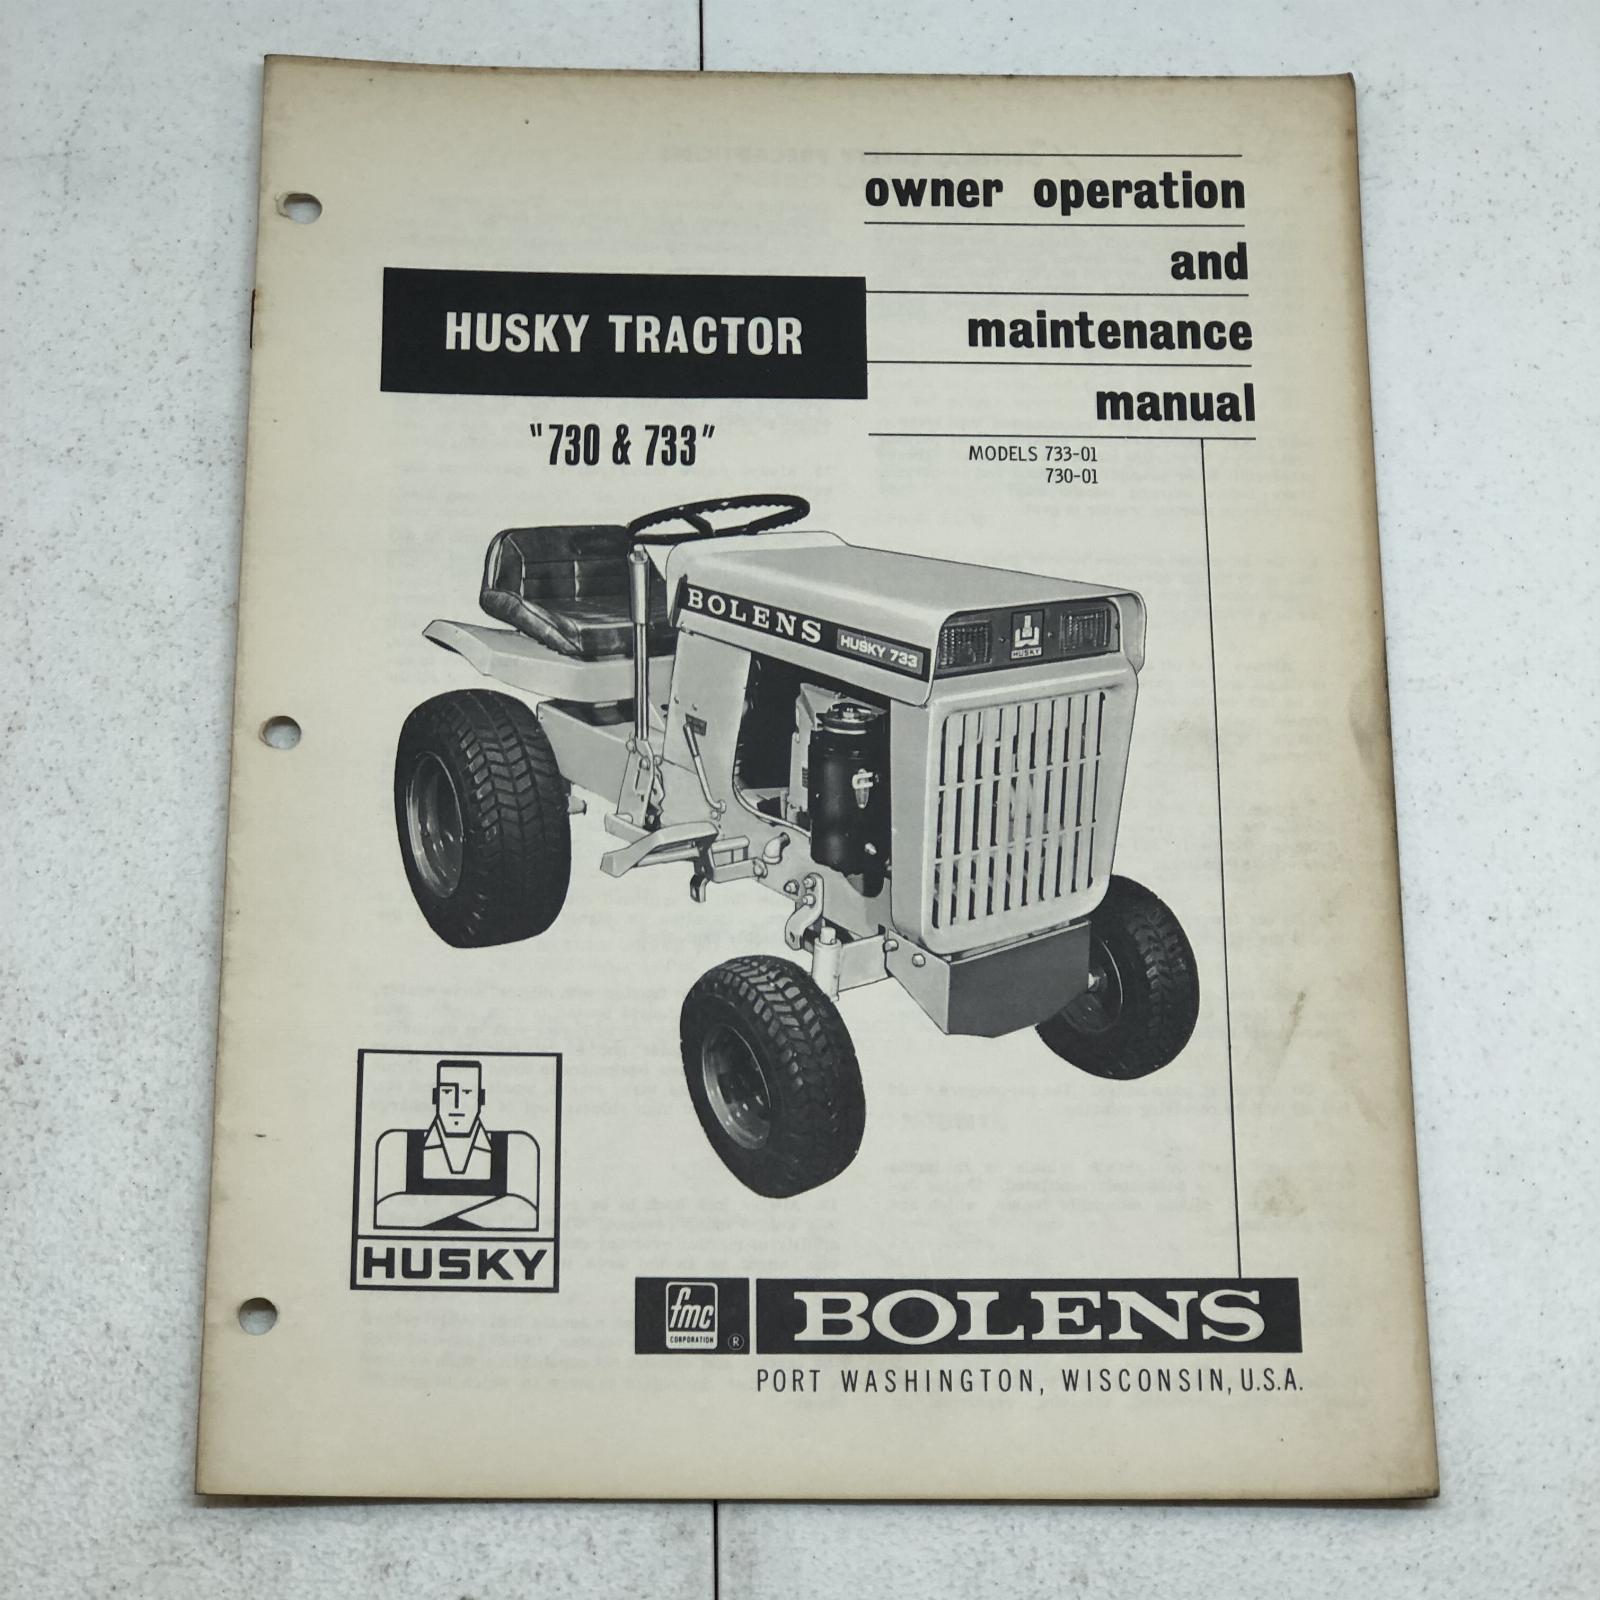 owner operation
and
maintenance
manual
HUSKY TRACTOR
"730 & 733"
MODELS 733-01
730-01
BOLENS
HUSKY 733
HUSKY
HUSKY
fmc
CORPORATION
®
BOLENS
PORT WASHINGTON, WISCONSIN, U.S.A.